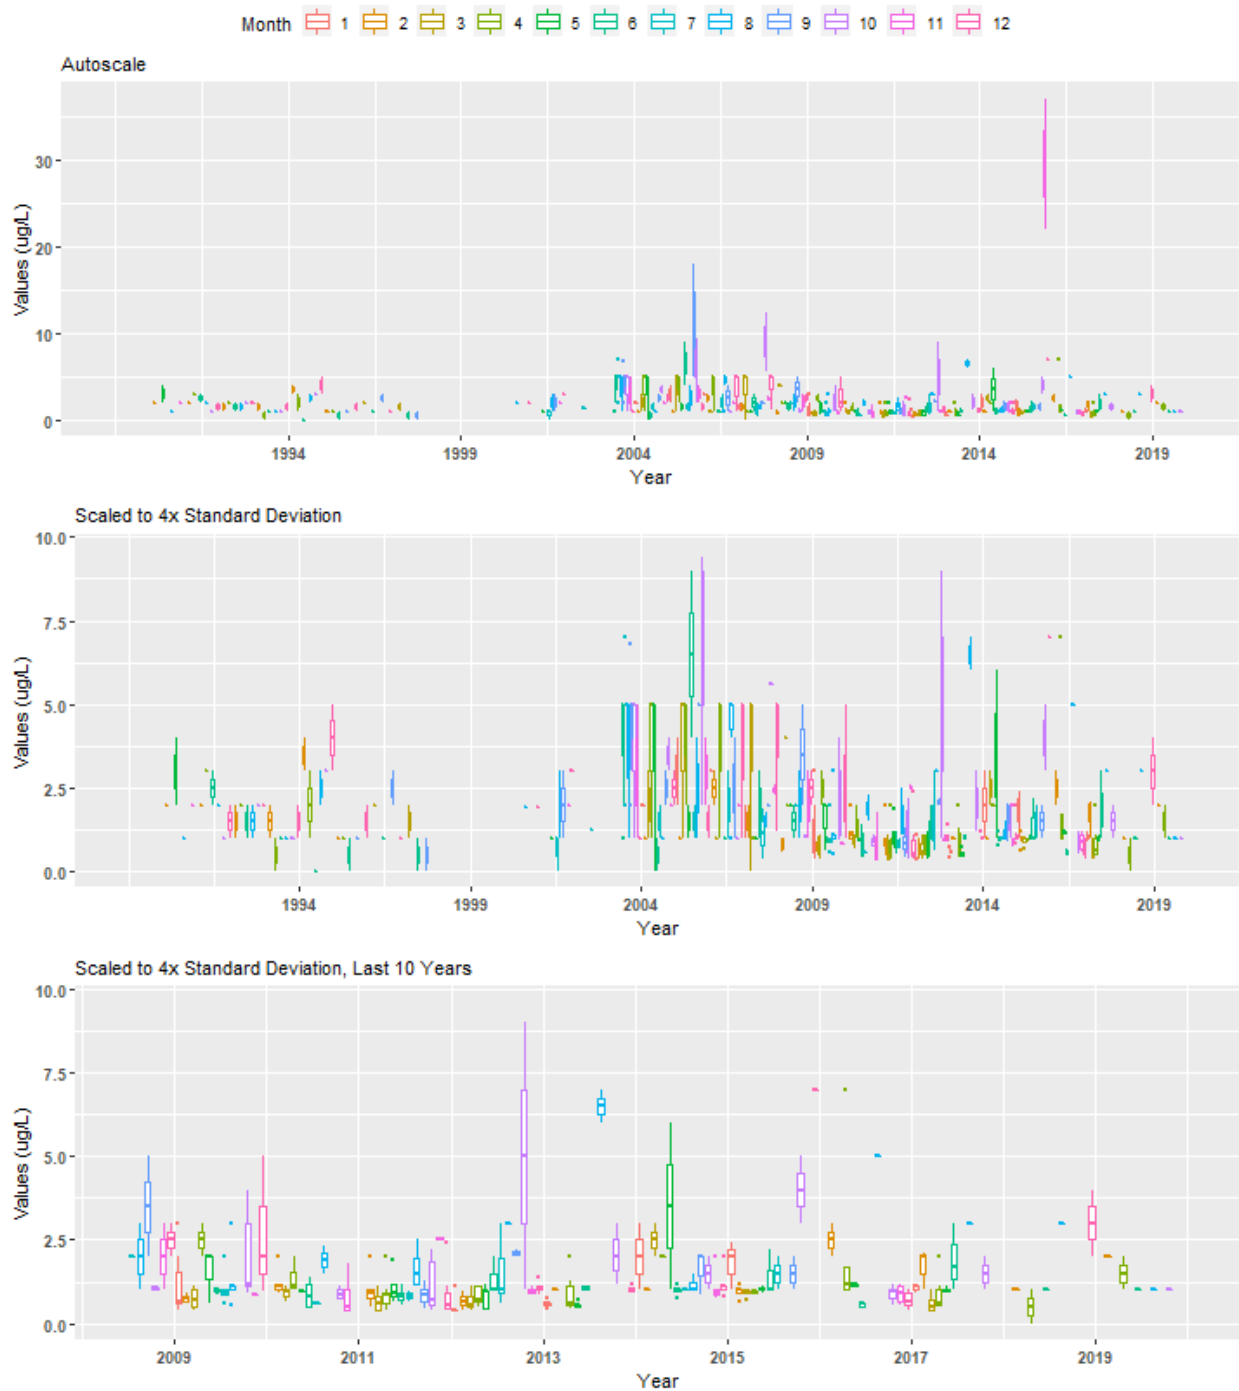 Month 1 2 3 4 5 6 7 8 9 10 11 12
Autoscale
Values (ug/L)
30
20
10
0
1994 1999 2004 2009 2014 2019
Year
Scaled to 4x Standard Deviation
Values (ug/L)
10.0
7.5
5.0
2.5
0.0
1994 1999 2004 2009 2014 2019
Year
Scaled to 4x Standard Deviation, Last 10 Years
Values (ug/L)
10.0
7.5
5.0
2.5
0.0
2009 2011 2013 2015 2017 2019
Year